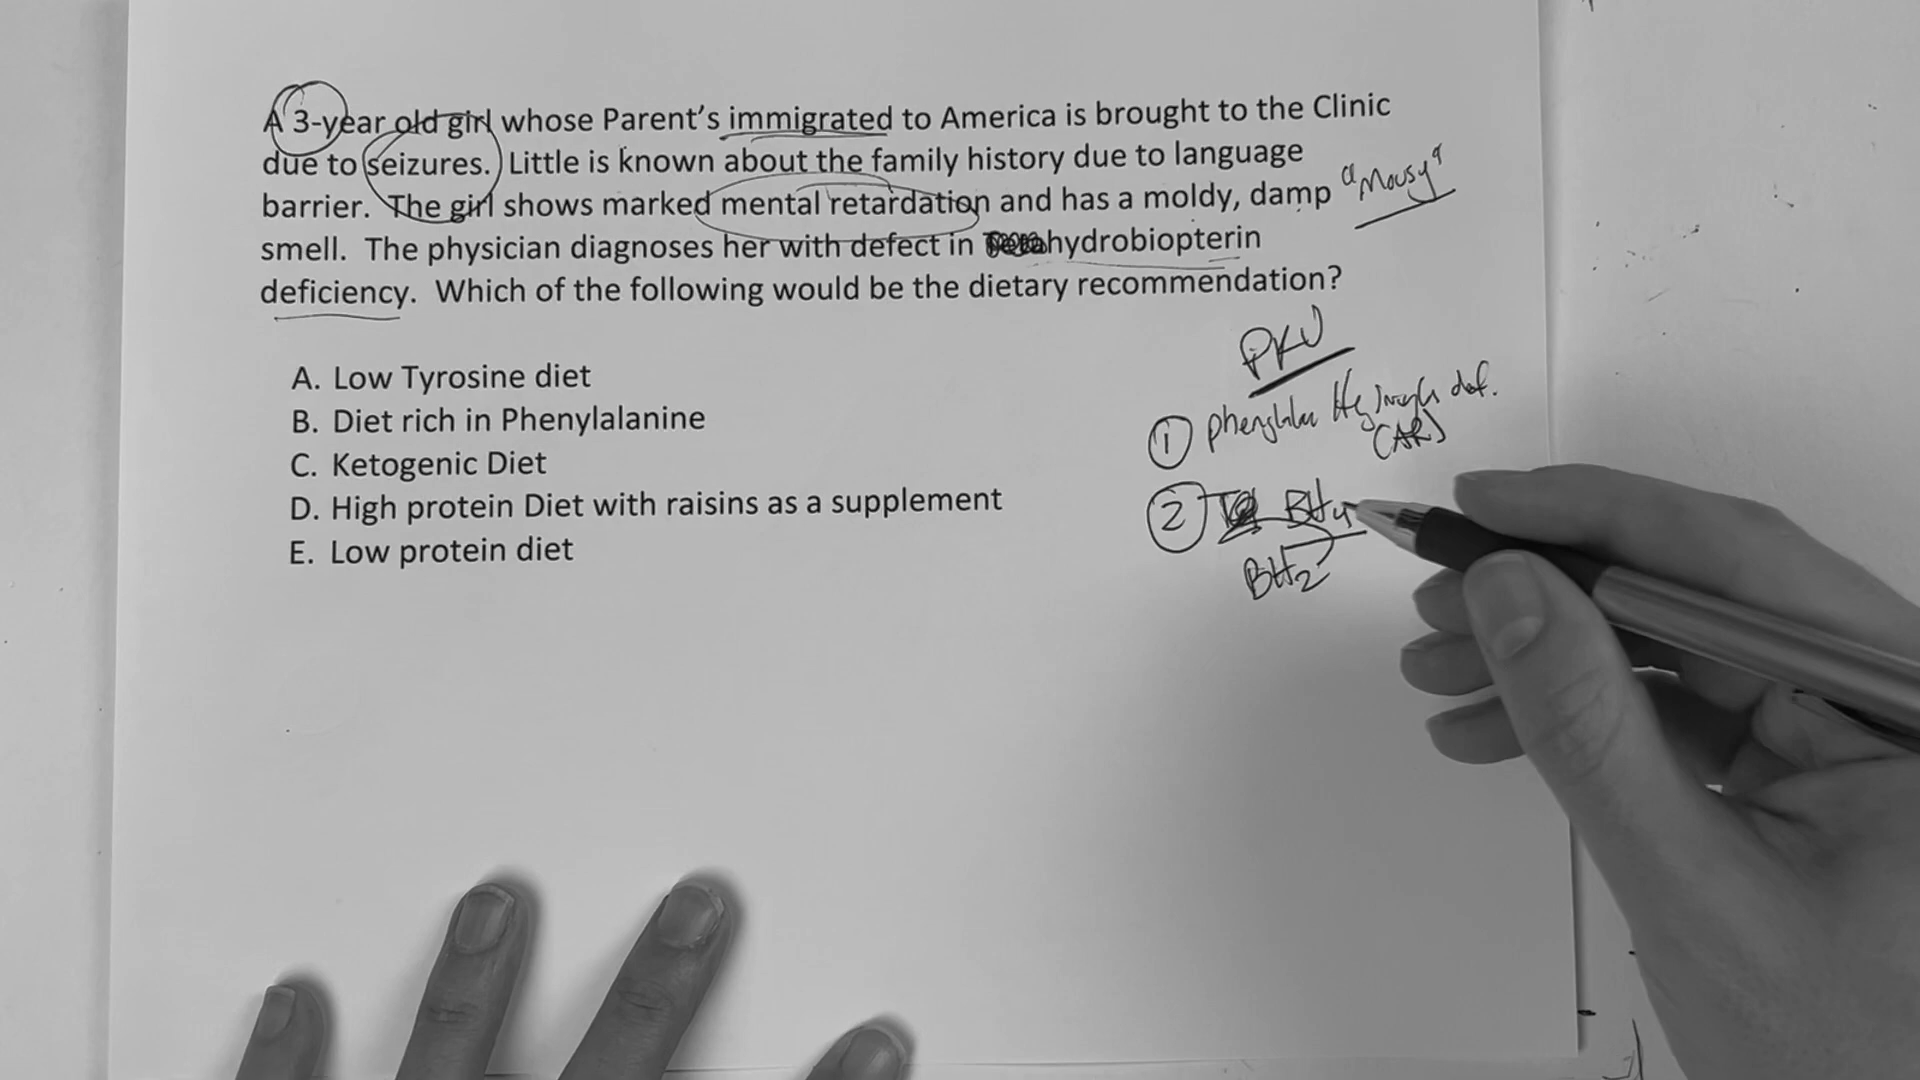 A 3-year old girl whose Parent's immigrated to America is brought to the Clinic
due to seizures. Little is known about the family history due to language
barrier. The girl shows marked mental retardation and has a moldy, damp "Mousy"
smell. The physician diagnoses her with defect in hydrobiopterin
deficiency. Which of the following would be the dietary recommendation?
PKU
A. Low Tyrosine diet
B. Diet rich in Phenylalanine
C. Ketogenic Diet
D. High protein Diet with raisins as a supplement
E. Low protein diet
① def.
(AR)
② BH4
BH2